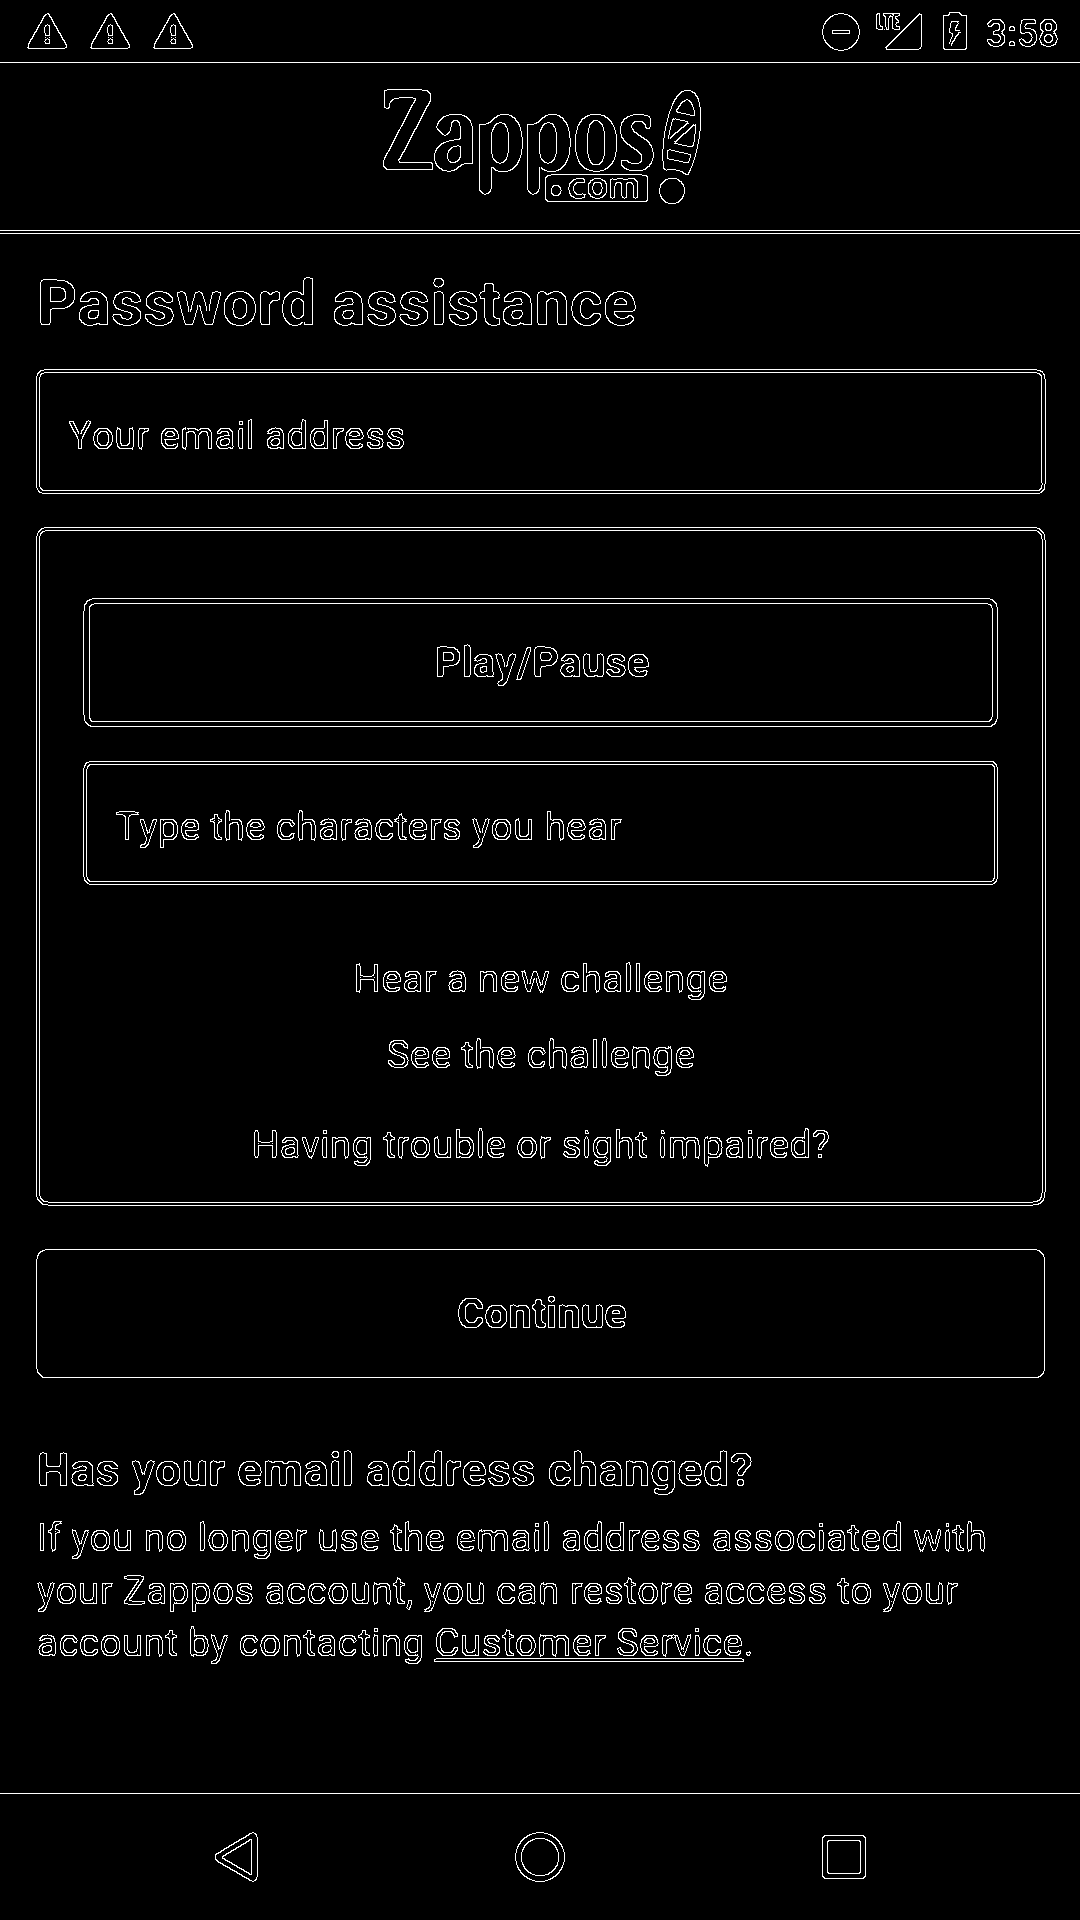 LTE 3:58
Zappos
.com
Password assistance
Your email address
Play/Pause
Type the characters you hear
Hear a new challenge
See the challenge
Having trouble or sight impaired?
Continue
Has your email address changed?
If you no longer use the email address associated with
your Zappos account, you can restore access to your
account by contacting Customer Service.